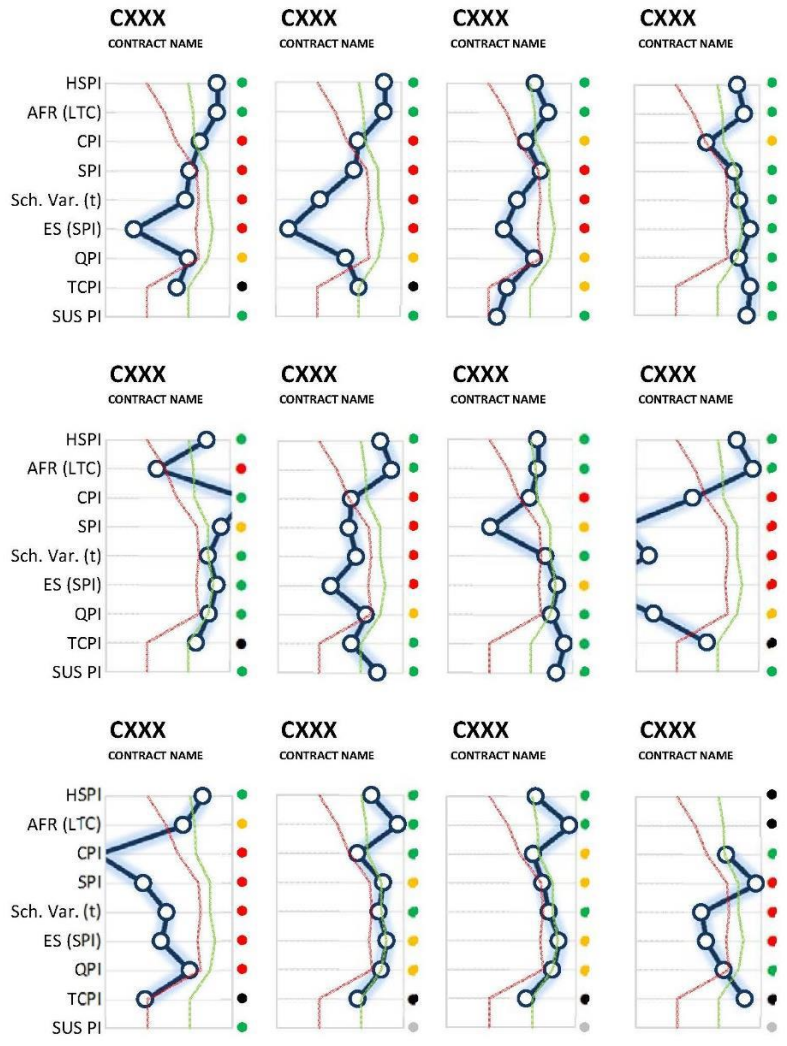 CXXX CXXX CXXX CXXX
CONTRACT NAME CONTRACT NAME CONTRACT NAME CONTRACT NAME
HSPI
AFR (LTC)
CPI
SPI
Sch. Var. (t)
ES (SPI)
QPI
TCPI
SUS PI
CXXX CXXX CXXX CXXX
CONTRACT NAME CONTRACT NAME CONTRACT NAME CONTRACT NAME
HSPI
AFR (LTC)
CPI
SPI
Sch. Var. (t)
ES (SPI)
QPI
TCPI
SUS PI
CXXX CXXX CXXX CXXX
CONTRACT NAME CONTRACT NAME CONTRACT NAME CONTRACT NAME
HSPI
AFR (LTC)
CPI
SPI
Sch. Var. (t)
ES (SPI)
QPI
TCPI
SUS PI